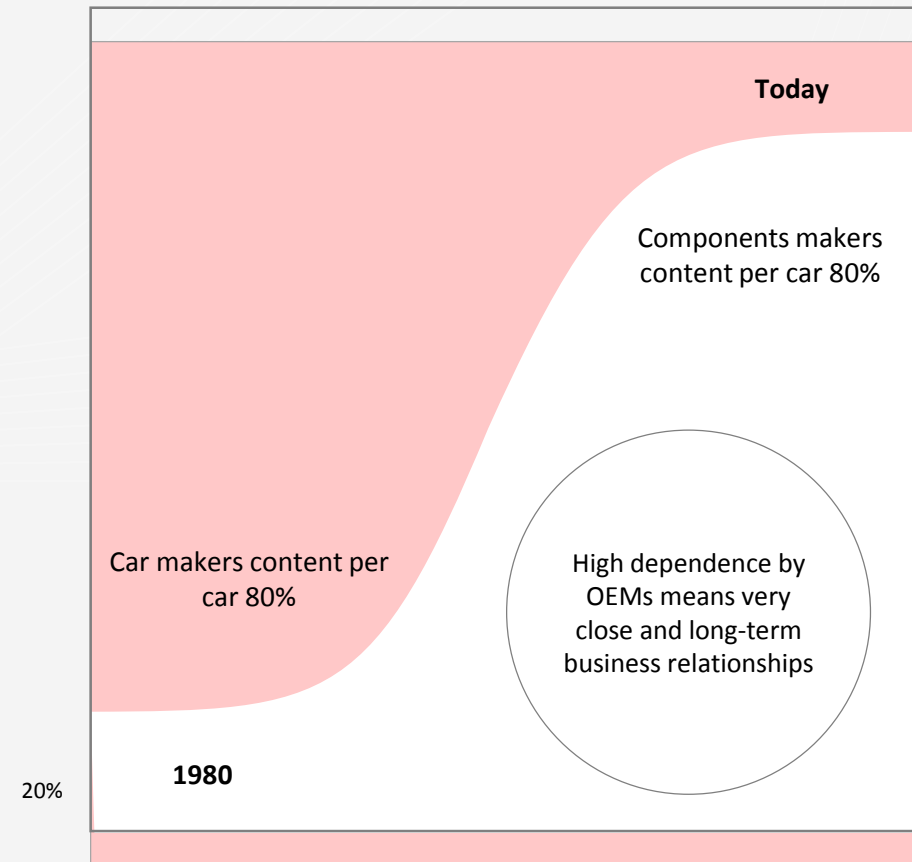 Today
Components makers
content per car 80%
Car makers content per
car 80%
High dependence by
OEMs means very
close and long-term
business relationships
1980
20%